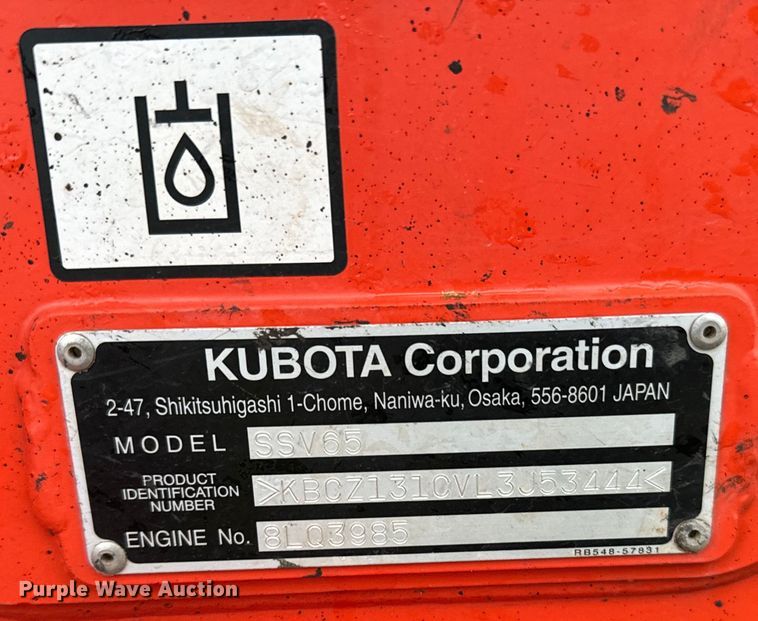 KUBOTA Corporation
2-47, Shikitsuhigashi 1-Chome, Naniwa-ku, Osaka, 556-8601 JAPAN
MODEL SSV65
PRODUCT IDENTIFICATION NUMBER >KBCZ131CVL3J53444<
ENGINE No. 8LQ3985
RB548-57831
Purple Wave Auction